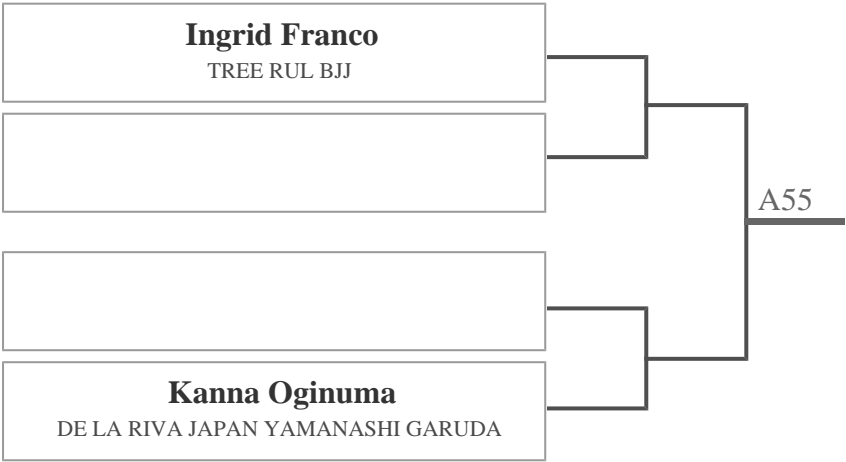 Ingrid Franco
TREE RUL BJJ
A55
Kanna Oginuma
DE LA RIVA JAPAN YAMANASHI GARUDA